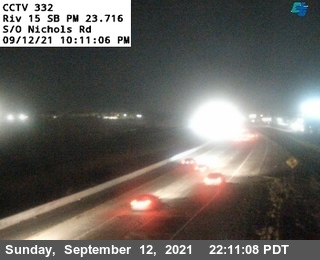 CCTV 332
Riv 15 SB PM 23.716
S/O Nichols Rd
09/12/21 10:11:06 PM
Sunday, September 12, 2021 22:11:08 PDT